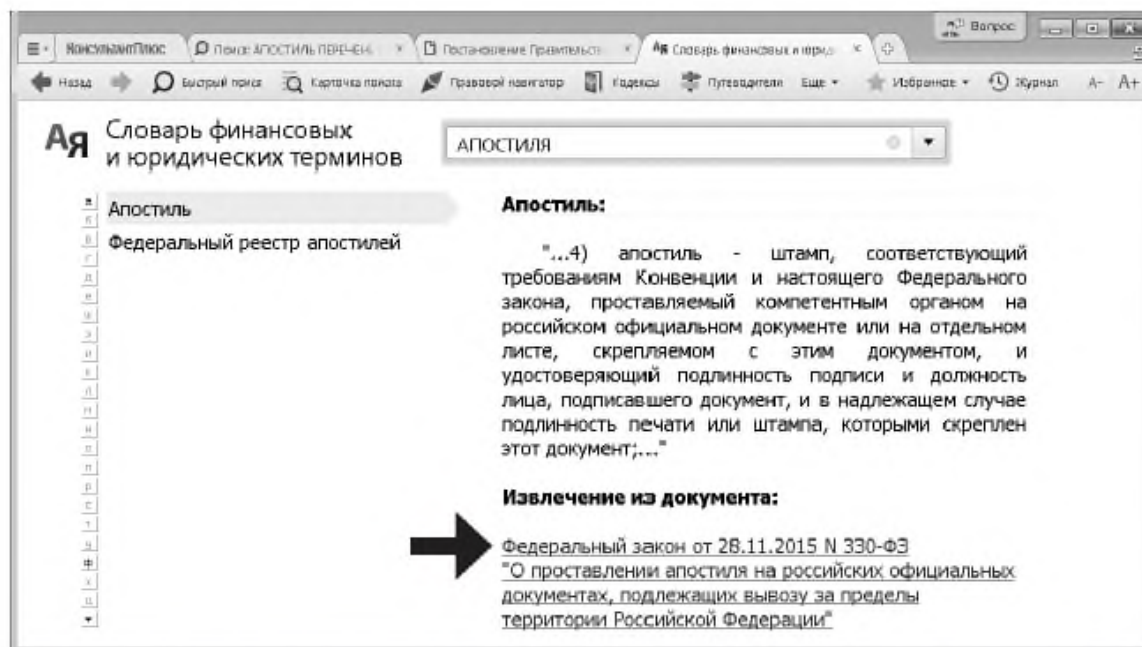 Вопрос
КонсультантПлюс
Поиск: АПОСТИЛЬ ПЕРЕЧЕН
Постановление Правительст
Ая Словарь финансовых и юрид
Назад Быстрый поиск Карточка поиска Правовой навигатор Кодексы Путеводители Еще Избранное Журнал А- А+
Ая Словарь финансовых
и юридических терминов
АПОСТИЛЯ
Апостиль
Федеральный реестр апостилей
Апостиль:
"...4) апостиль - штамп, соответствующий
требованиям Конвенции и настоящего Федерального
закона, проставляемый компетентным органом на
российском официальном документе или на отдельном
листе, скрепляемом с этим документом, и
удостоверяющий подлинность подписи и должность
лица, подписавшего документ, и в надлежащем случае
подлинность печати или штампа, которыми скреплен
этот документ;..."
Извлечение из документа:
Федеральный закон от 28.11.2015 N 330-ФЗ
"О проставлении апостиля на российских официальных
документах, подлежащих вывозу за пределы
территории Российской Федерации"